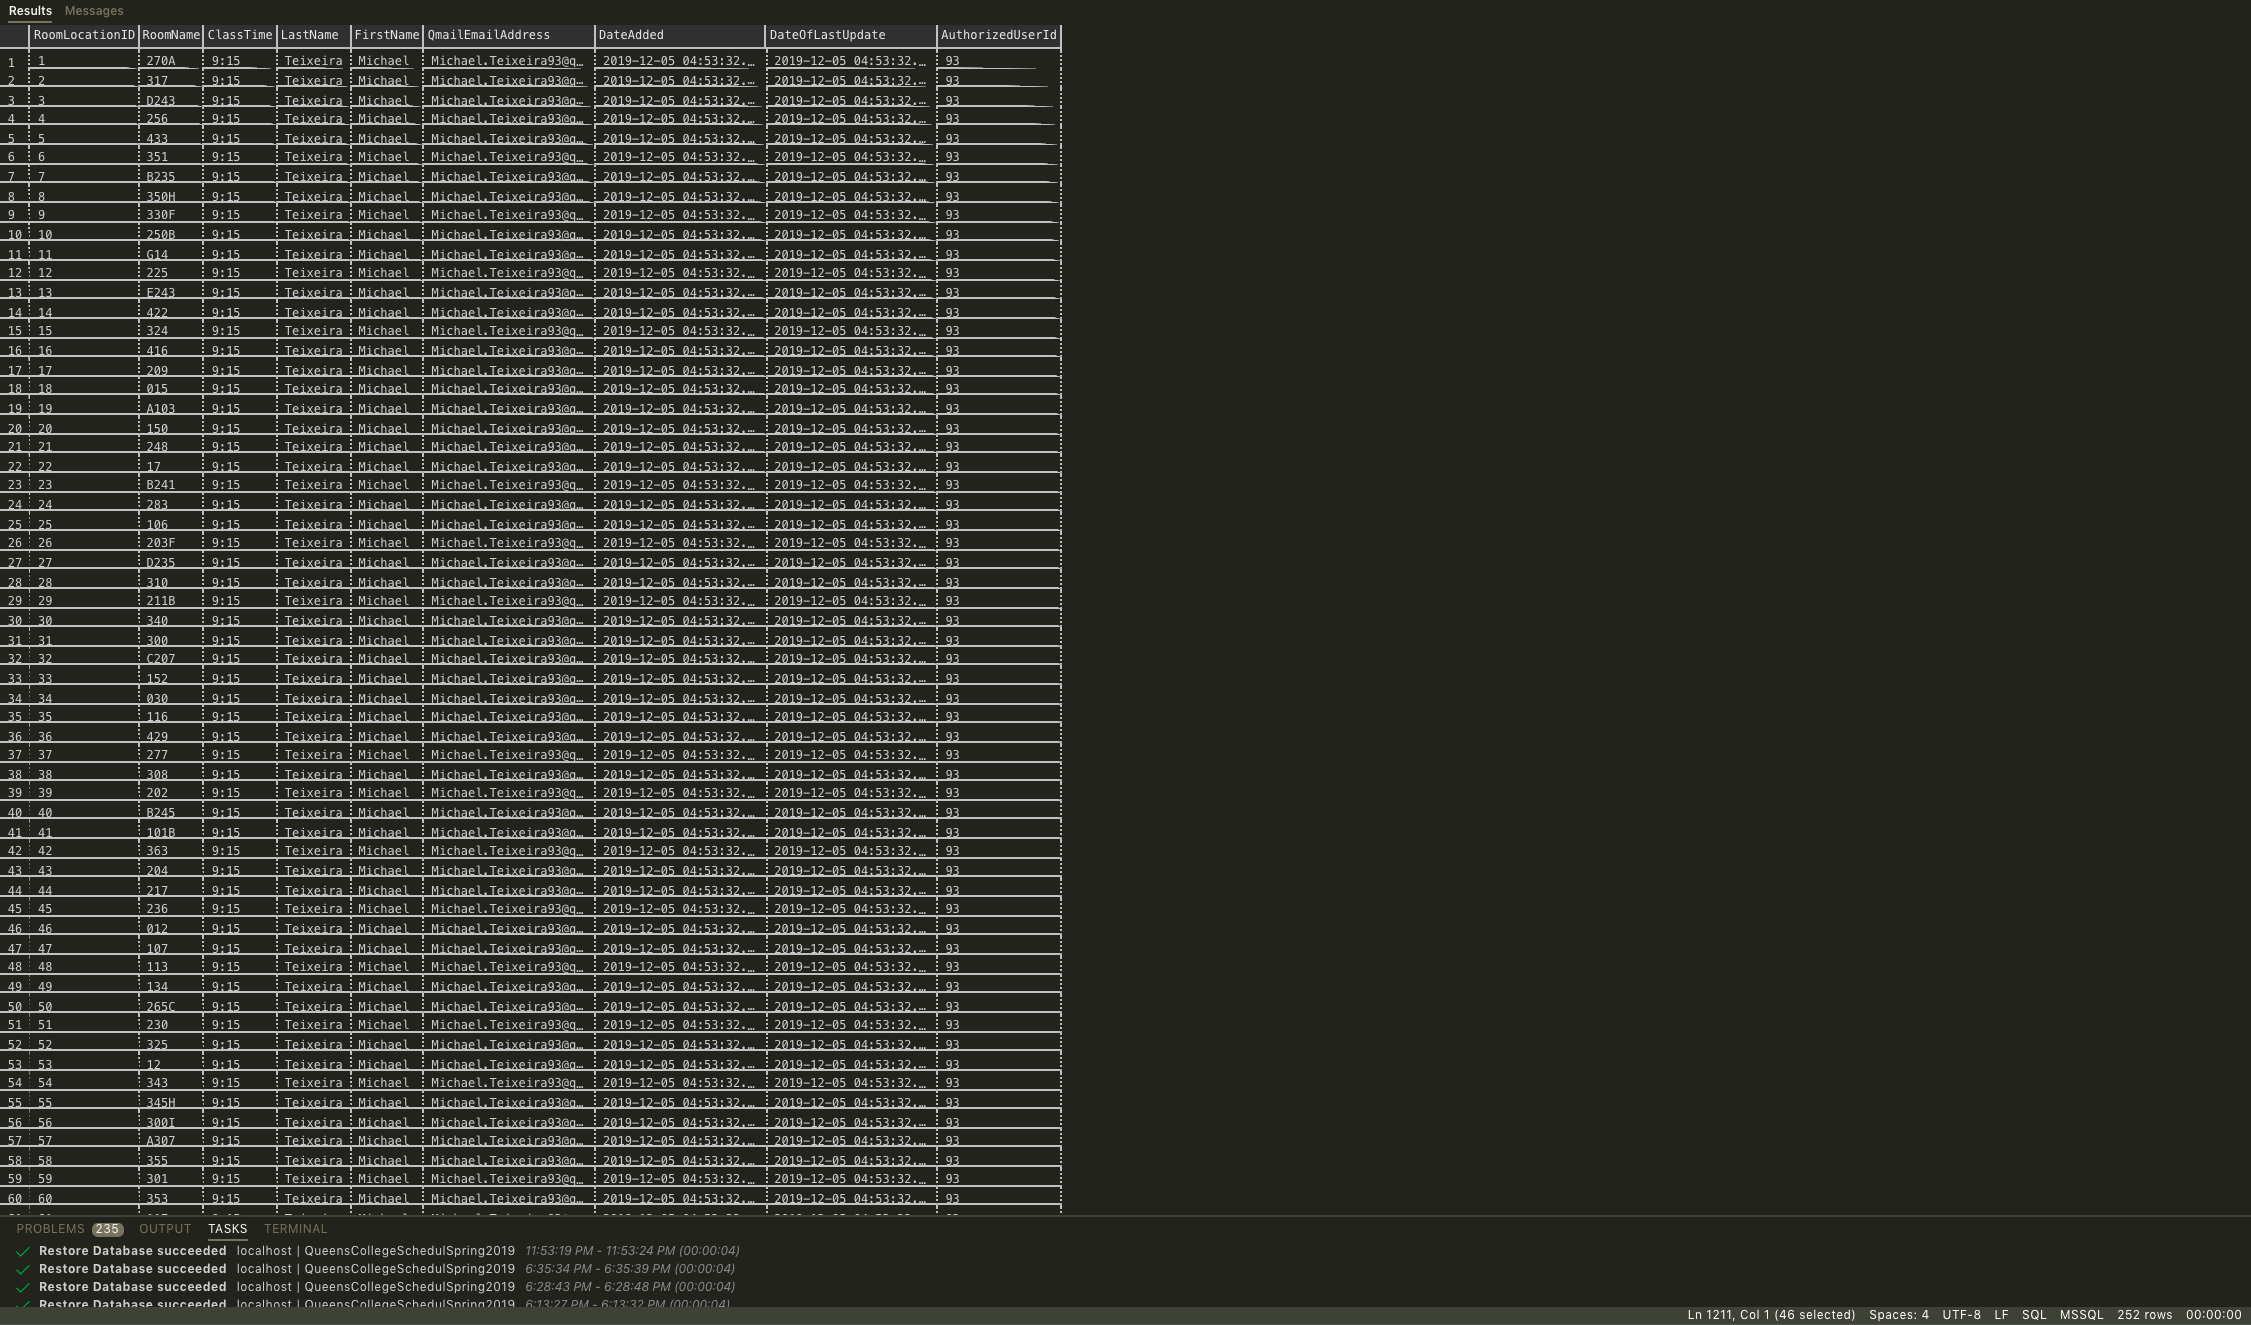 Results Messages
RoomLocationID RoomName ClassTime LastName FirstName QmailEmailAddress DateAdded DateOfLastUpdate AuthorizedUserId
1 1 270A 9:15 Teixeira Michael Michael.Teixeira93@q… 2019-12-05 04:53:32.… 2019-12-05 04:53:32.… 93
2 2 317 9:15 Teixeira Michael Michael.Teixeira93@q… 2019-12-05 04:53:32.… 2019-12-05 04:53:32.… 93
3 3 D243 9:15 Teixeira Michael Michael.Teixeira93@q… 2019-12-05 04:53:32.… 2019-12-05 04:53:32.… 93
4 4 256 9:15 Teixeira Michael Michael.Teixeira93@q… 2019-12-05 04:53:32.… 2019-12-05 04:53:32.… 93
5 5 433 9:15 Teixeira Michael Michael.Teixeira93@q… 2019-12-05 04:53:32.… 2019-12-05 04:53:32.… 93
6 6 351 9:15 Teixeira Michael Michael.Teixeira93@q… 2019-12-05 04:53:32.… 2019-12-05 04:53:32.… 93
7 7 B235 9:15 Teixeira Michael Michael.Teixeira93@q… 2019-12-05 04:53:32.… 2019-12-05 04:53:32.… 93
8 8 350H 9:15 Teixeira Michael Michael.Teixeira93@q… 2019-12-05 04:53:32.… 2019-12-05 04:53:32.… 93
9 9 330F 9:15 Teixeira Michael Michael.Teixeira93@q… 2019-12-05 04:53:32.… 2019-12-05 04:53:32.… 93
10 10 250B 9:15 Teixeira Michael Michael.Teixeira93@q… 2019-12-05 04:53:32.… 2019-12-05 04:53:32.… 93
11 11 G14 9:15 Teixeira Michael Michael.Teixeira93@q… 2019-12-05 04:53:32.… 2019-12-05 04:53:32.… 93
12 12 225 9:15 Teixeira Michael Michael.Teixeira93@q… 2019-12-05 04:53:32.… 2019-12-05 04:53:32.… 93
13 13 E243 9:15 Teixeira Michael Michael.Teixeira93@q… 2019-12-05 04:53:32.… 2019-12-05 04:53:32.… 93
14 14 422 9:15 Teixeira Michael Michael.Teixeira93@q… 2019-12-05 04:53:32.… 2019-12-05 04:53:32.… 93
15 15 324 9:15 Teixeira Michael Michael.Teixeira93@q… 2019-12-05 04:53:32.… 2019-12-05 04:53:32.… 93
16 16 416 9:15 Teixeira Michael Michael.Teixeira93@q… 2019-12-05 04:53:32.… 2019-12-05 04:53:32.… 93
17 17 209 9:15 Teixeira Michael Michael.Teixeira93@q… 2019-12-05 04:53:32.… 2019-12-05 04:53:32.… 93
18 18 015 9:15 Teixeira Michael Michael.Teixeira93@q… 2019-12-05 04:53:32.… 2019-12-05 04:53:32.… 93
19 19 A103 9:15 Teixeira Michael Michael.Teixeira93@q… 2019-12-05 04:53:32.… 2019-12-05 04:53:32.… 93
20 20 150 9:15 Teixeira Michael Michael.Teixeira93@q… 2019-12-05 04:53:32.… 2019-12-05 04:53:32.… 93
21 21 248 9:15 Teixeira Michael Michael.Teixeira93@q… 2019-12-05 04:53:32.… 2019-12-05 04:53:32.… 93
22 22 17 9:15 Teixeira Michael Michael.Teixeira93@q… 2019-12-05 04:53:32.… 2019-12-05 04:53:32.… 93
23 23 B241 9:15 Teixeira Michael Michael.Teixeira93@q… 2019-12-05 04:53:32.… 2019-12-05 04:53:32.… 93
24 24 283 9:15 Teixeira Michael Michael.Teixeira93@q… 2019-12-05 04:53:32.… 2019-12-05 04:53:32.… 93
25 25 106 9:15 Teixeira Michael Michael.Teixeira93@q… 2019-12-05 04:53:32.… 2019-12-05 04:53:32.… 93
26 26 203F 9:15 Teixeira Michael Michael.Teixeira93@q… 2019-12-05 04:53:32.… 2019-12-05 04:53:32.… 93
27 27 D235 9:15 Teixeira Michael Michael.Teixeira93@q… 2019-12-05 04:53:32.… 2019-12-05 04:53:32.… 93
28 28 310 9:15 Teixeira Michael Michael.Teixeira93@q… 2019-12-05 04:53:32.… 2019-12-05 04:53:32.… 93
29 29 211B 9:15 Teixeira Michael Michael.Teixeira93@q… 2019-12-05 04:53:32.… 2019-12-05 04:53:32.… 93
30 30 340 9:15 Teixeira Michael Michael.Teixeira93@q… 2019-12-05 04:53:32.… 2019-12-05 04:53:32.… 93
31 31 300 9:15 Teixeira Michael Michael.Teixeira93@q… 2019-12-05 04:53:32.… 2019-12-05 04:53:32.… 93
32 32 C207 9:15 Teixeira Michael Michael.Teixeira93@q… 2019-12-05 04:53:32.… 2019-12-05 04:53:32.… 93
33 33 152 9:15 Teixeira Michael Michael.Teixeira93@q… 2019-12-05 04:53:32.… 2019-12-05 04:53:32.… 93
34 34 030 9:15 Teixeira Michael Michael.Teixeira93@q… 2019-12-05 04:53:32.… 2019-12-05 04:53:32.… 93
35 35 116 9:15 Teixeira Michael Michael.Teixeira93@q… 2019-12-05 04:53:32.… 2019-12-05 04:53:32.… 93
36 36 429 9:15 Teixeira Michael Michael.Teixeira93@q… 2019-12-05 04:53:32.… 2019-12-05 04:53:32.… 93
37 37 277 9:15 Teixeira Michael Michael.Teixeira93@q… 2019-12-05 04:53:32.… 2019-12-05 04:53:32.… 93
38 38 308 9:15 Teixeira Michael Michael.Teixeira93@q… 2019-12-05 04:53:32.… 2019-12-05 04:53:32.… 93
39 39 202 9:15 Teixeira Michael Michael.Teixeira93@q… 2019-12-05 04:53:32.… 2019-12-05 04:53:32.… 93
40 40 B245 9:15 Teixeira Michael Michael.Teixeira93@q… 2019-12-05 04:53:32.… 2019-12-05 04:53:32.… 93
41 41 101B 9:15 Teixeira Michael Michael.Teixeira93@q… 2019-12-05 04:53:32.… 2019-12-05 04:53:32.… 93
42 42 363 9:15 Teixeira Michael Michael.Teixeira93@q… 2019-12-05 04:53:32.… 2019-12-05 04:53:32.… 93
43 43 204 9:15 Teixeira Michael Michael.Teixeira93@q… 2019-12-05 04:53:32.… 2019-12-05 04:53:32.… 93
44 44 217 9:15 Teixeira Michael Michael.Teixeira93@q… 2019-12-05 04:53:32.… 2019-12-05 04:53:32.… 93
45 45 236 9:15 Teixeira Michael Michael.Teixeira93@q… 2019-12-05 04:53:32.… 2019-12-05 04:53:32.… 93
46 46 012 9:15 Teixeira Michael Michael.Teixeira93@q… 2019-12-05 04:53:32.… 2019-12-05 04:53:32.… 93
47 47 107 9:15 Teixeira Michael Michael.Teixeira93@q… 2019-12-05 04:53:32.… 2019-12-05 04:53:32.… 93
48 48 113 9:15 Teixeira Michael Michael.Teixeira93@q… 2019-12-05 04:53:32.… 2019-12-05 04:53:32.… 93
49 49 134 9:15 Teixeira Michael Michael.Teixeira93@q… 2019-12-05 04:53:32.… 2019-12-05 04:53:32.… 93
50 50 265C 9:15 Teixeira Michael Michael.Teixeira93@q… 2019-12-05 04:53:32.… 2019-12-05 04:53:32.… 93
51 51 230 9:15 Teixeira Michael Michael.Teixeira93@q… 2019-12-05 04:53:32.… 2019-12-05 04:53:32.… 93
52 52 325 9:15 Teixeira Michael Michael.Teixeira93@q… 2019-12-05 04:53:32.… 2019-12-05 04:53:32.… 93
53 53 12 9:15 Teixeira Michael Michael.Teixeira93@q… 2019-12-05 04:53:32.… 2019-12-05 04:53:32.… 93
54 54 343 9:15 Teixeira Michael Michael.Teixeira93@q… 2019-12-05 04:53:32.… 2019-12-05 04:53:32.… 93
55 55 345H 9:15 Teixeira Michael Michael.Teixeira93@q… 2019-12-05 04:53:32.… 2019-12-05 04:53:32.… 93
56 56 300I 9:15 Teixeira Michael Michael.Teixeira93@q… 2019-12-05 04:53:32.… 2019-12-05 04:53:32.… 93
57 57 A307 9:15 Teixeira Michael Michael.Teixeira93@q… 2019-12-05 04:53:32.… 2019-12-05 04:53:32.… 93
58 58 355 9:15 Teixeira Michael Michael.Teixeira93@q… 2019-12-05 04:53:32.… 2019-12-05 04:53:32.… 93
59 59 301 9:15 Teixeira Michael Michael.Teixeira93@q… 2019-12-05 04:53:32.… 2019-12-05 04:53:32.… 93
60 60 353 9:15 Teixeira Michael Michael.Teixeira93@q… 2019-12-05 04:53:32.… 2019-12-05 04:53:32.… 93
PROBLEMS 235 OUTPUT TASKS TERMINAL
Restore Database succeeded localhost | QueensCollegeSchedulSpring2019 11:53:19 PM - 11:53:24 PM (00:00:04)
Restore Database succeeded localhost | QueensCollegeSchedulSpring2019 6:35:34 PM - 6:35:39 PM (00:00:04)
Restore Database succeeded localhost | QueensCollegeSchedulSpring2019 6:28:43 PM - 6:28:48 PM (00:00:04)
Restore Database succeeded localhost | QueensCollegeSchedulSpring2019 6:13:27 PM - 6:13:32 PM (00:00:04)
Ln 1211, Col 1 (46 selected) Spaces: 4 UTF-8 LF SQL MSSQL 252 rows 00:00:00